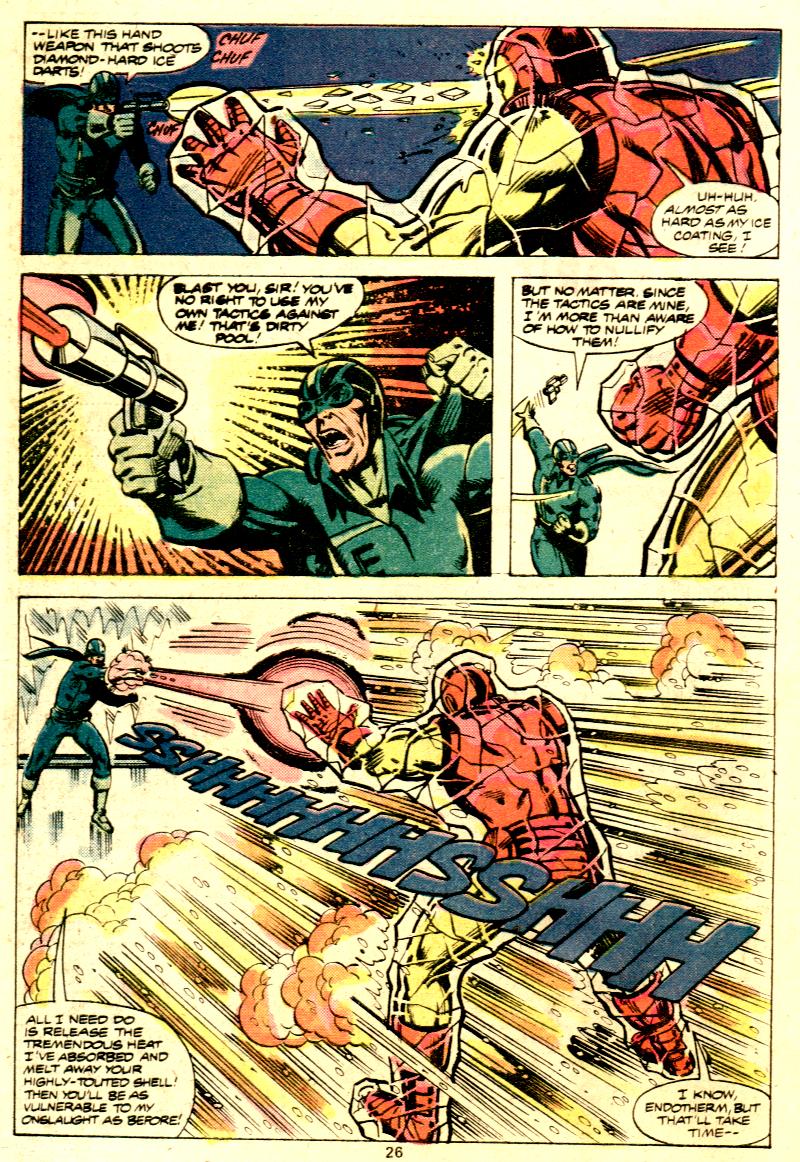 --LIKE THIS HAND
WEAPON THAT SHOOTS
DIAMOND-HARD ICE
DARTS!
CHUF
CHUF
CHUF
UH-HUH.
ALMOST AS
HARD AS MY ICE
COATING, I
SEE!
BLAST YOU, SIR! YOU'VE
NO RIGHT TO USE MY
OWN TACTICS AGAINST
ME! THAT'S DIRTY
POOL!
E
BUT NO MATTER. SINCE
THE TACTICS ARE MINE,
I'M MORE THAN AWARE
OF HOW TO NULLIFY
THEM!
SSHHHHHHHSSSHHH
ALL I NEED DO
IS RELEASE THE
TREMENDOUS HEAT
I'VE ABSORBED AND
MELT AWAY YOUR
HIGHLY-TOUTED SHELL!
THEN YOU'LL BE AS
VULNERABLE TO MY
ONSLAUGHT AS BEFORE!
I KNOW,
ENDOTHERM, BUT
THAT'LL TAKE
TIME--
26